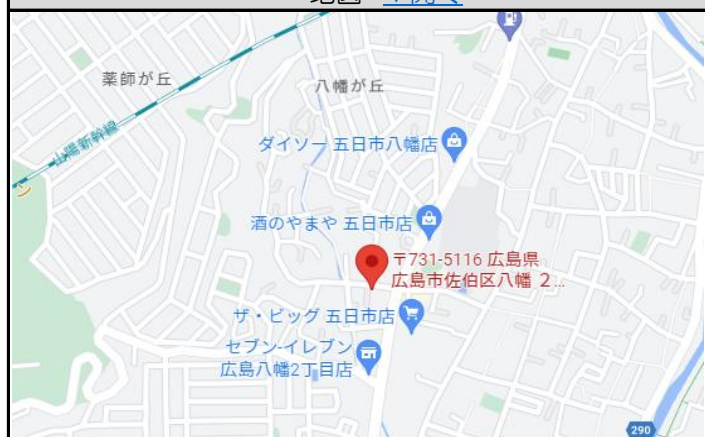 薬師が丘
八幡が丘
山陽新幹線
ダイソー 五日市八幡店
酒のやまや 五日市店
〒731-5116 広島県
広島市佐伯区八幡 2...
ザ・ビッグ 五日市店
セブン-イレブン
広島八幡2丁目店
ン
290